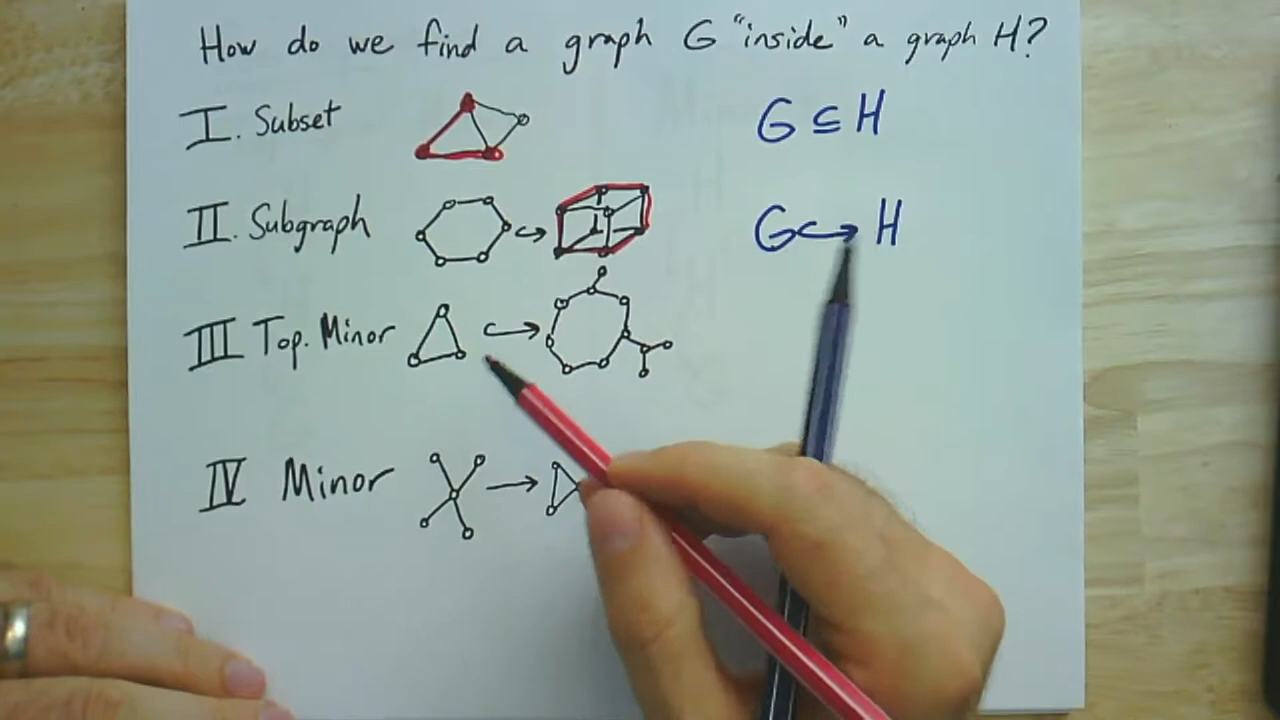 How do we find a graph G "inside" a graph H?
I. Subset G ⊆ H
II. Subgraph G ↪ H
III Top. Minor
IV Minor